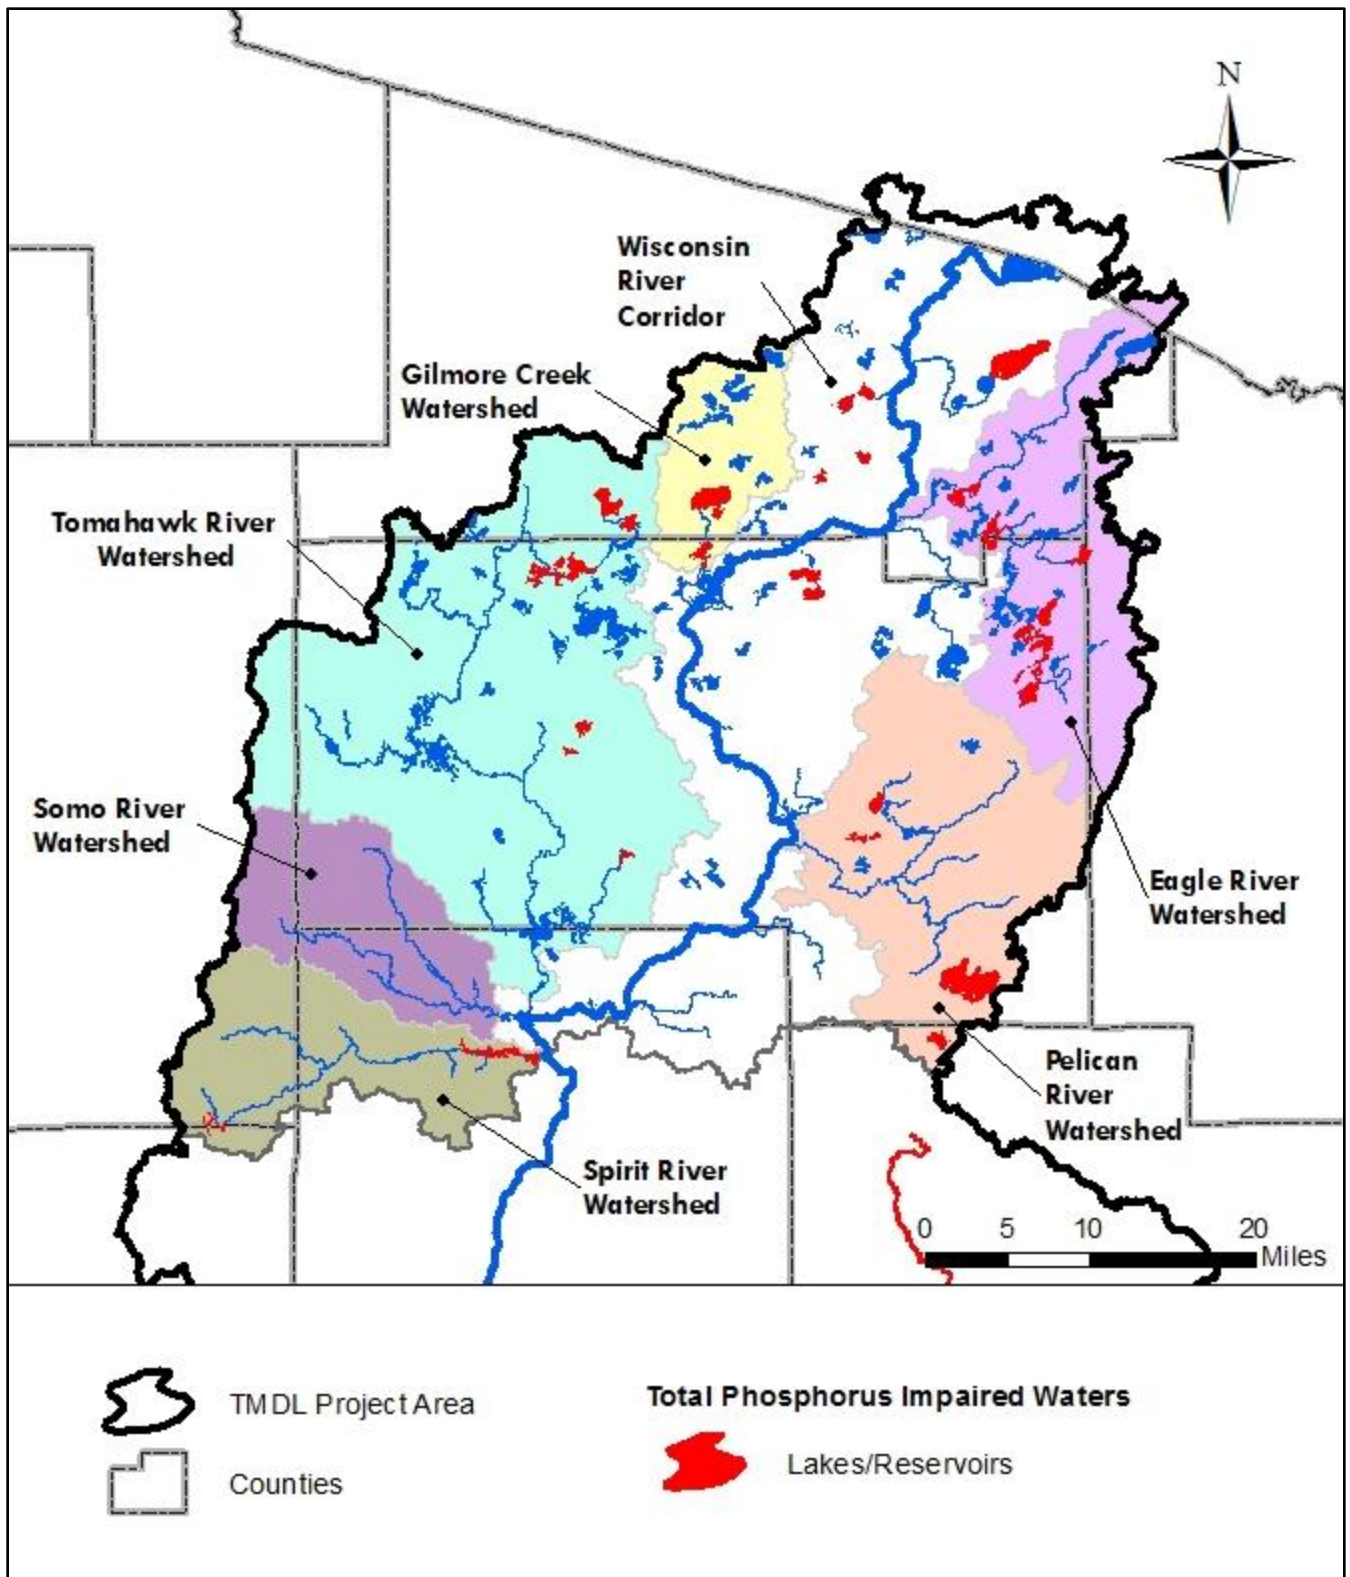 N
Wisconsin
River
Corridor
Gilmore Creek
Watershed
Tomahawk River
Watershed
Somo River
Watershed
Eagle River
Watershed
Pelican
River
Watershed
Spirit River
Watershed
0 5 10 20
Miles
TMDL Project Area
Counties
Total Phosphorus Impaired Waters
Lakes/Reservoirs